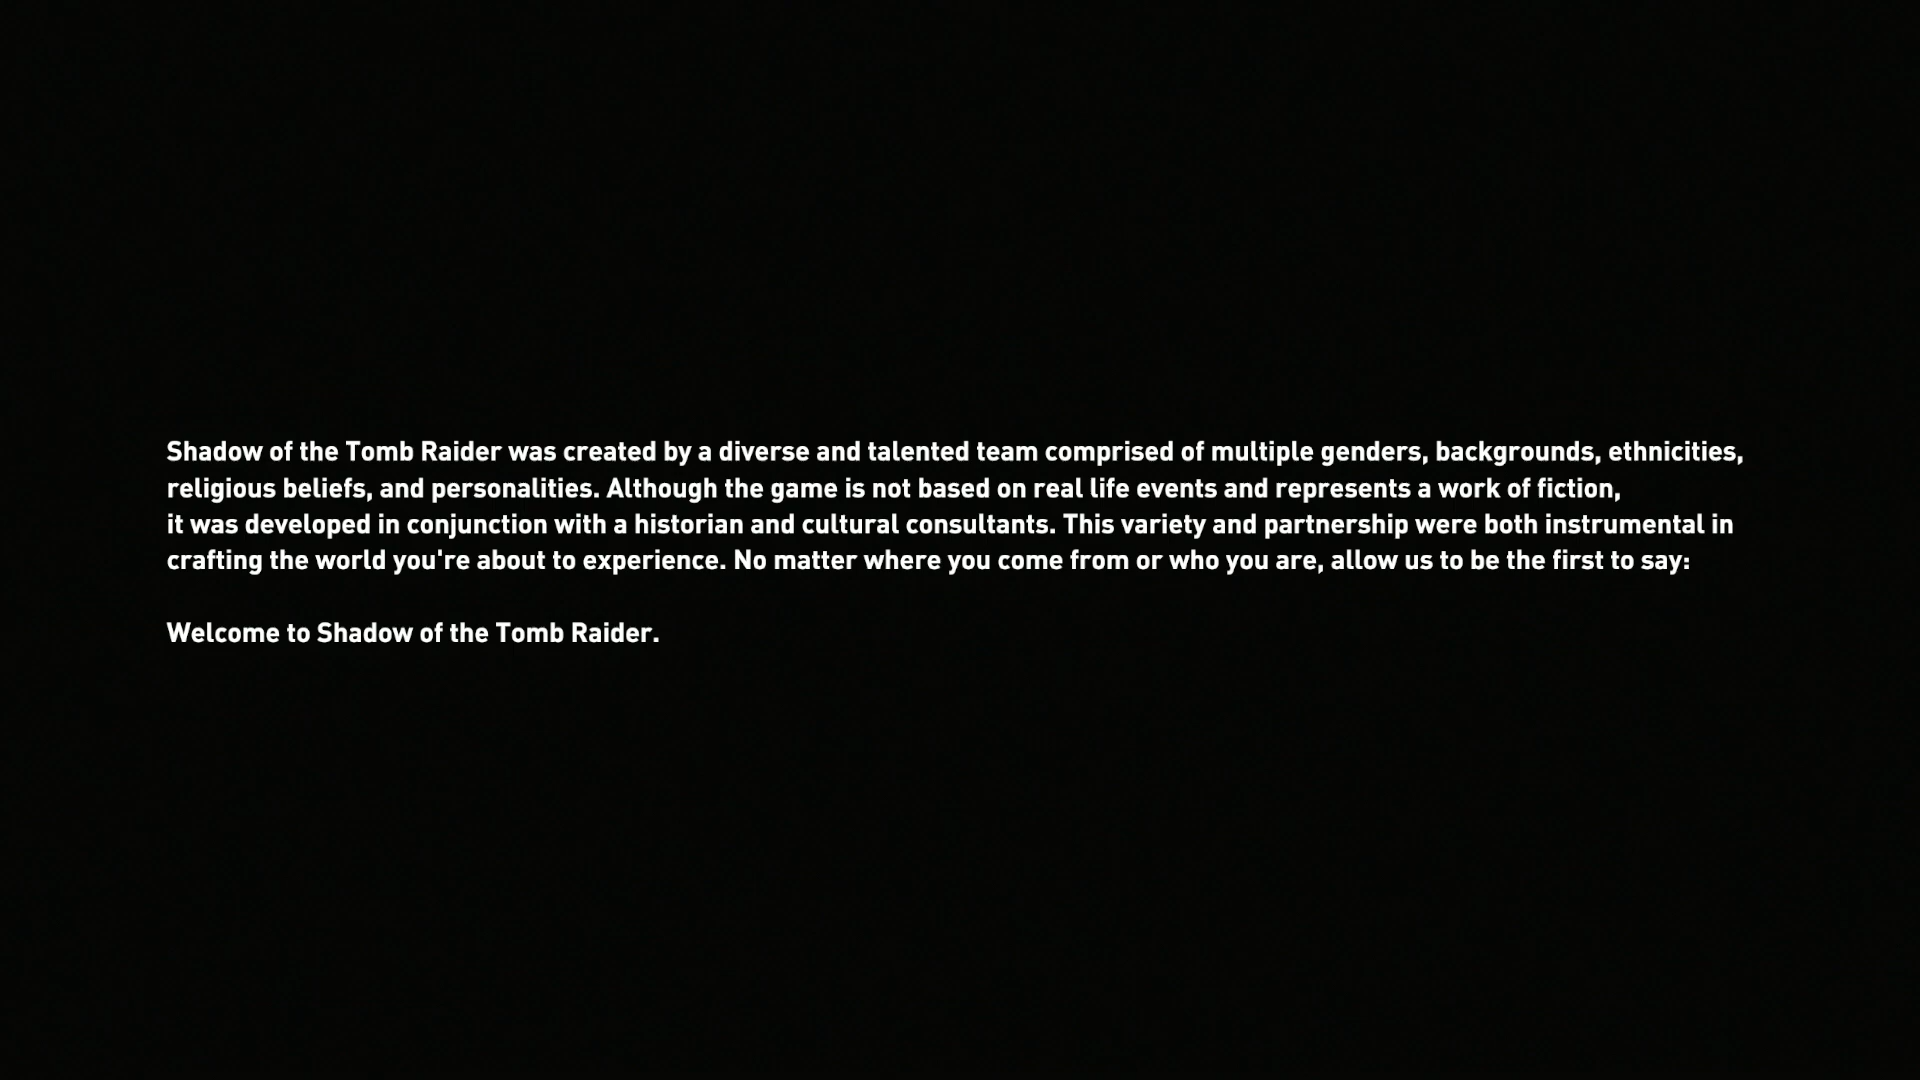 Shadow of the Tomb Raider was created by a diverse and talented team comprised of multiple genders, backgrounds, ethnicities,
religious beliefs, and personalities. Although the game is not based on real life events and represents a work of fiction,
it was developed in conjunction with a historian and cultural consultants. This variety and partnership were both instrumental in
crafting the world you're about to experience. No matter where you come from or who you are, allow us to be the first to say:
Welcome to Shadow of the Tomb Raider.